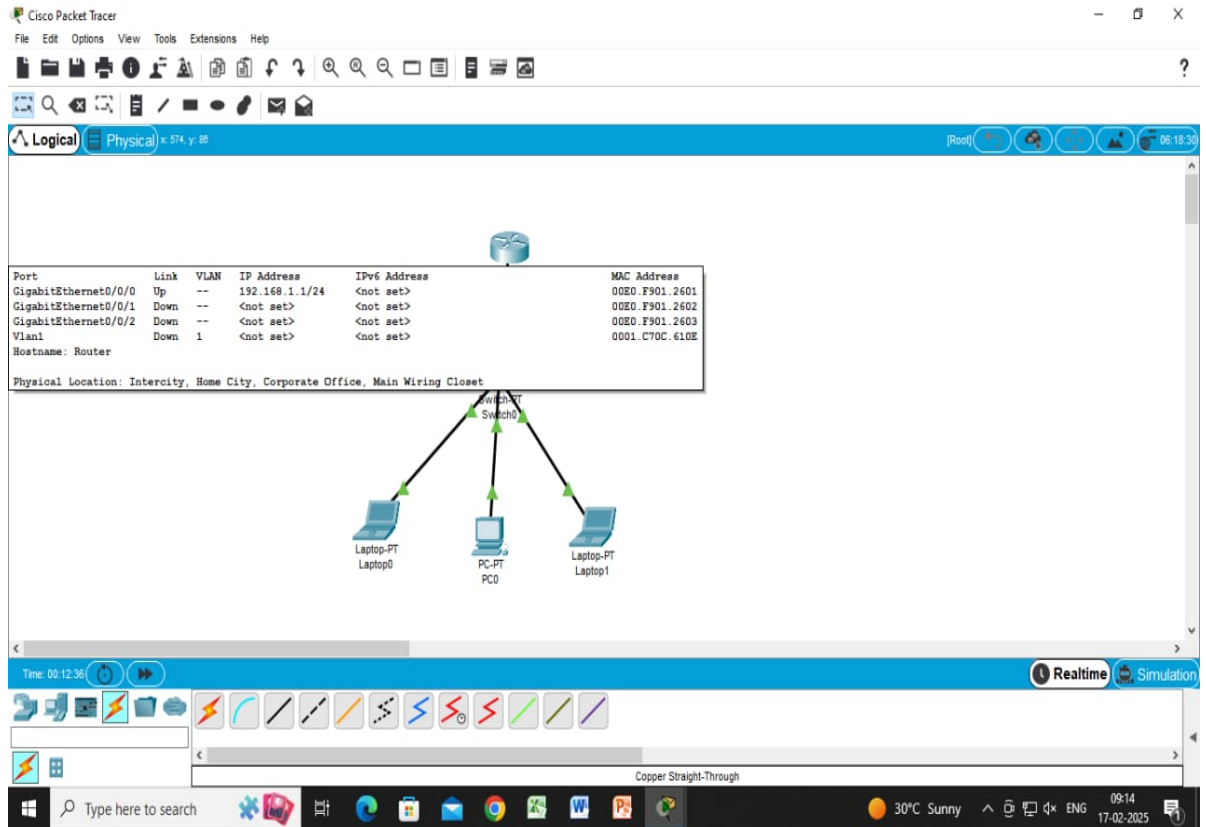 Cisco Packet Tracer
File Edit Options View Tools Extensions Help
?
Logical Physical x: 574, y: 86 [Root] 06:18:30
Port Link VLAN IP Address IPv6 Address MAC Address
GigabitEthernet0/0/0 Up -- 192.168.1.1/24 <not set> 00E0.F901.2601
GigabitEthernet0/0/1 Down -- <not set> <not set> 00E0.F901.2602
GigabitEthernet0/0/2 Down -- <not set> <not set> 00E0.F901.2603
Vlan1 Down 1 <not set> <not set> 0001.C70C.610E
Hostname: Router
Physical Location: Intercity, Home City, Corporate Office, Main Wiring Closet
Switch-PT
Switch0
Laptop-PT
Laptop0
PC-PT
PC0
Laptop-PT
Laptop1
Time: 00:12:36 Realtime Simulation
Copper Straight-Through
Type here to search 30°C Sunny ENG 09:14
17-02-2025